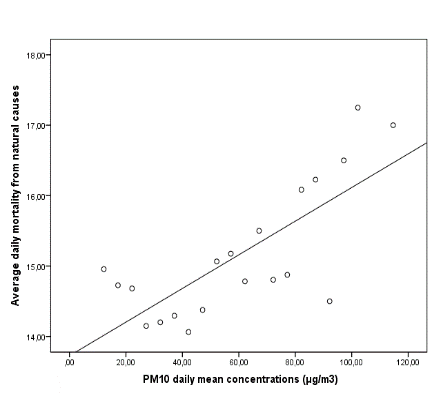 18,00
17,00
16,00
15,00
14,00
Average daily mortality from natural causes
,00 20,00 40,00 60,00 80,00 100,00 120,00
PM10 daily mean concentrations (µg/m3)